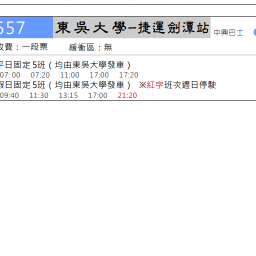 557 東吳大學-捷運劍潭站 中興巴士
收費：一段票 緩衝區：無
平日固定5班（均由東吳大學發車）
07:00 07:20 11:00 17:00 17:20
假日固定5班（均由東吳大學發車） ※紅字班次週日停駛
09:40 11:30 13:15 17:00 21:20